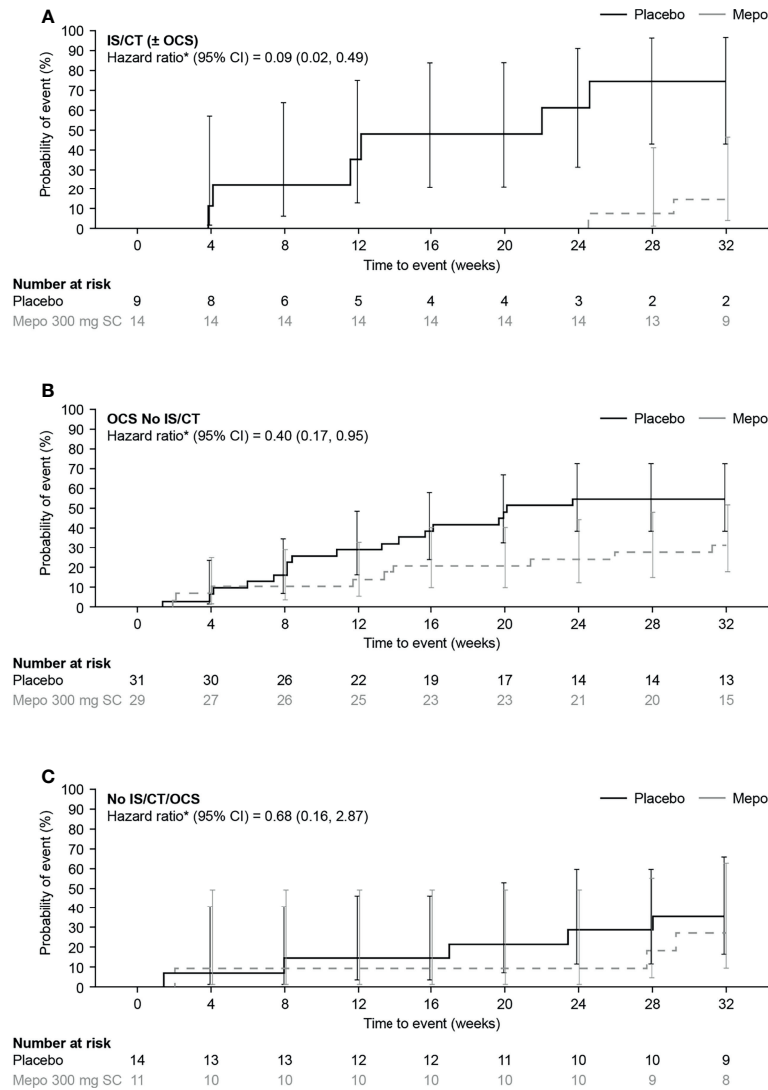 A
Placebo Mepo
IS/CT (± OCS)
Hazard ratio* (95% CI) = 0.09 (0.02, 0.49)
Probability of event (%)
100
90
80
70
60
50
40
30
20
10
0
0 4 8 12 16 20 24 28 32
Time to event (weeks)
Number at risk
Placebo 9 8 6 5 4 4 3 2 2
Mepo 300 mg SC 14 14 14 14 14 14 14 13 9
B
Placebo Mepo
OCS No IS/CT
Hazard ratio* (95% CI) = 0.40 (0.17, 0.95)
Probability of event (%)
100
90
80
70
60
50
40
30
20
10
0
0 4 8 12 16 20 24 28 32
Time to event (weeks)
Number at risk
Placebo 31 30 26 22 19 17 14 14 13
Mepo 300 mg SC 29 27 26 25 23 23 21 20 15
C
Placebo Mepo
No IS/CT/OCS
Hazard ratio* (95% CI) = 0.68 (0.16, 2.87)
Probability of event (%)
100
90
80
70
60
50
40
30
20
10
0
0 4 8 12 16 20 24 28 32
Time to event (weeks)
Number at risk
Placebo 14 13 13 12 12 11 10 10 9
Mepo 300 mg SC 11 10 10 10 10 10 10 9 8